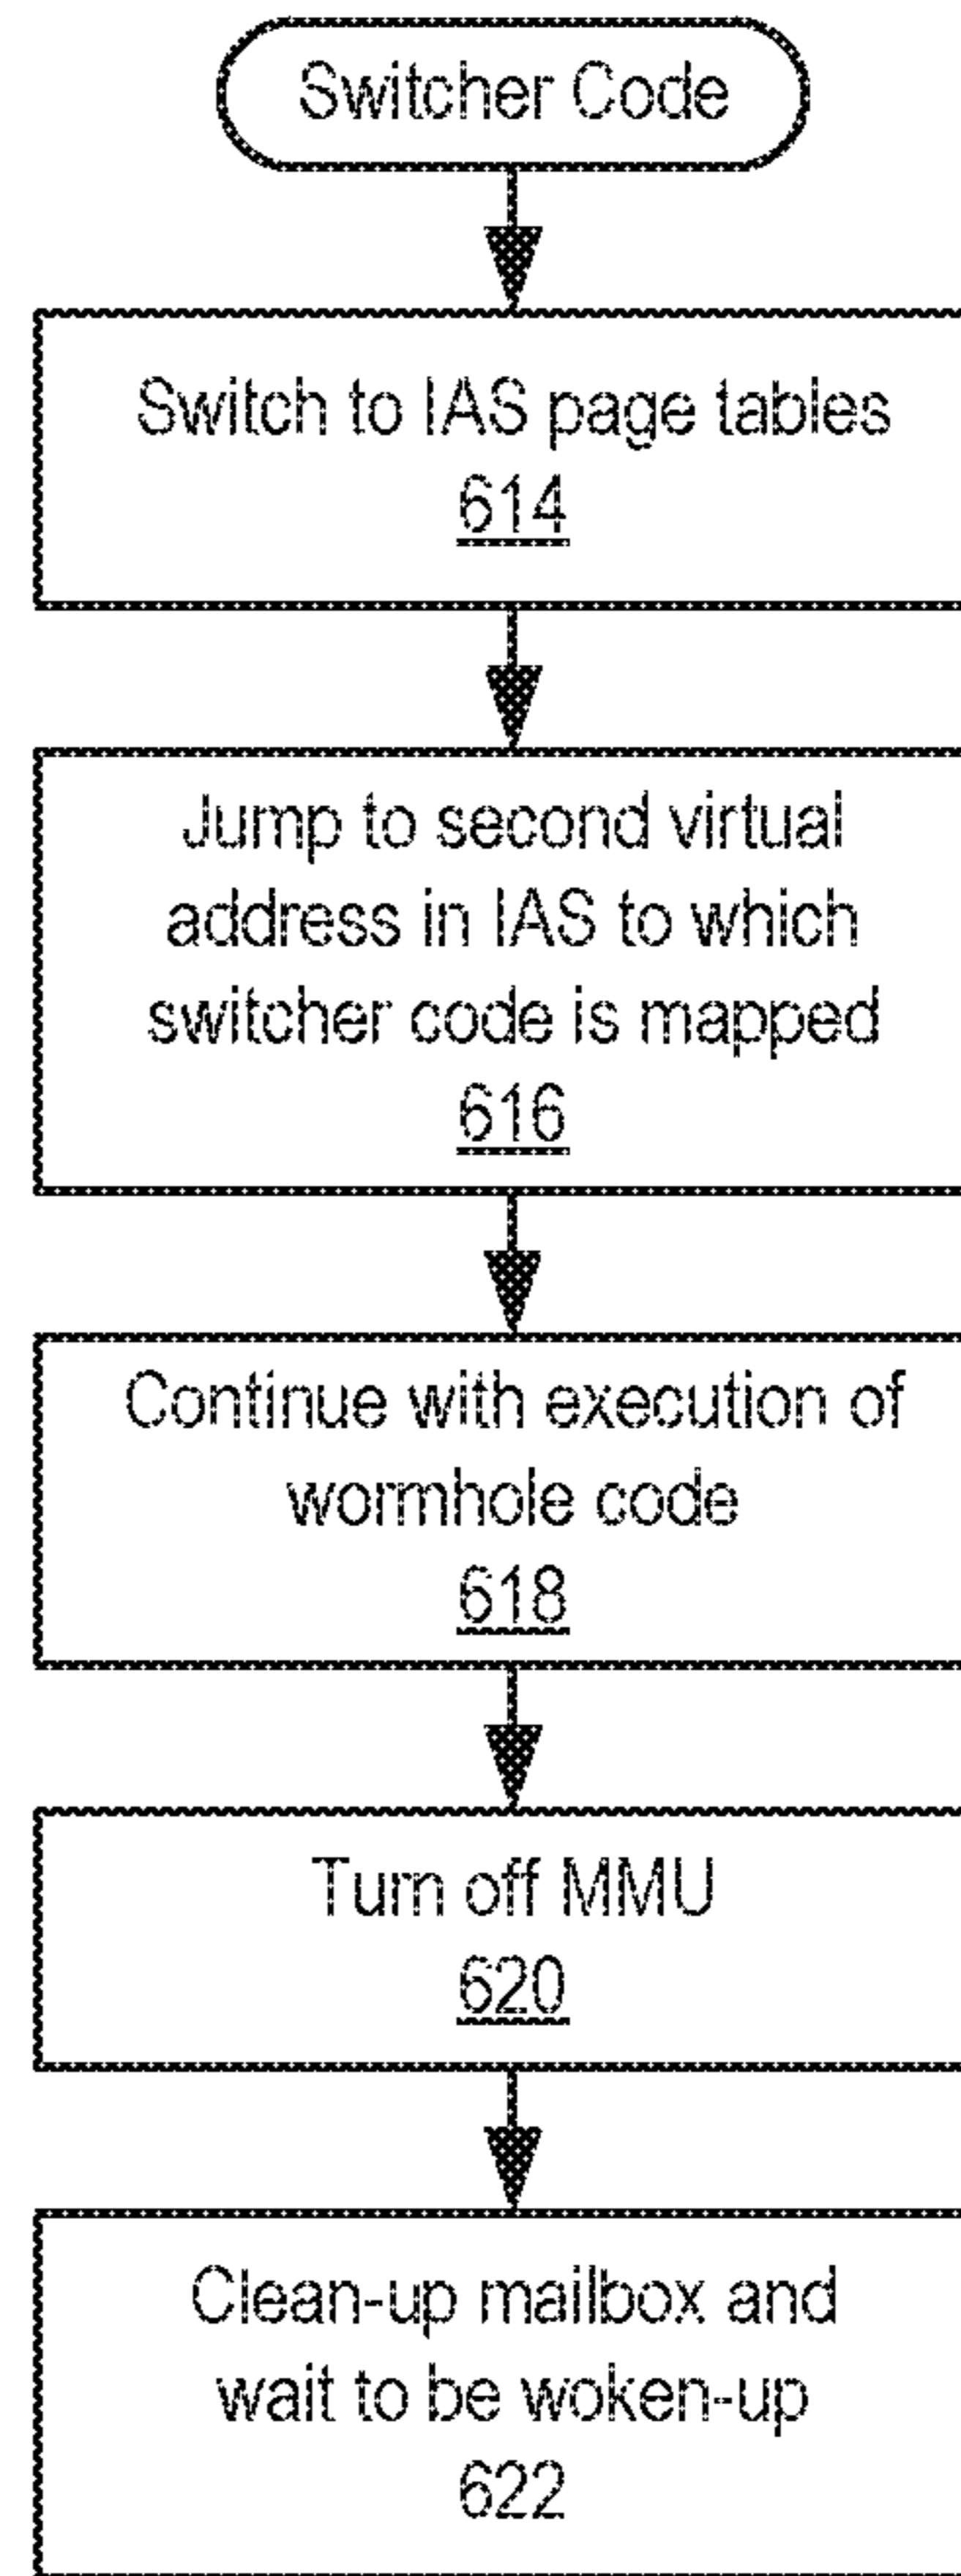 Switcher Code
Switch to IAS page tables
614
Jump to second virtual
address in IAS to which
switcher code is mapped
616
Continue with execution of
wormhole code
618
Turn off MMU
620
Clean-up mailbox and
wait to be woken-up
622